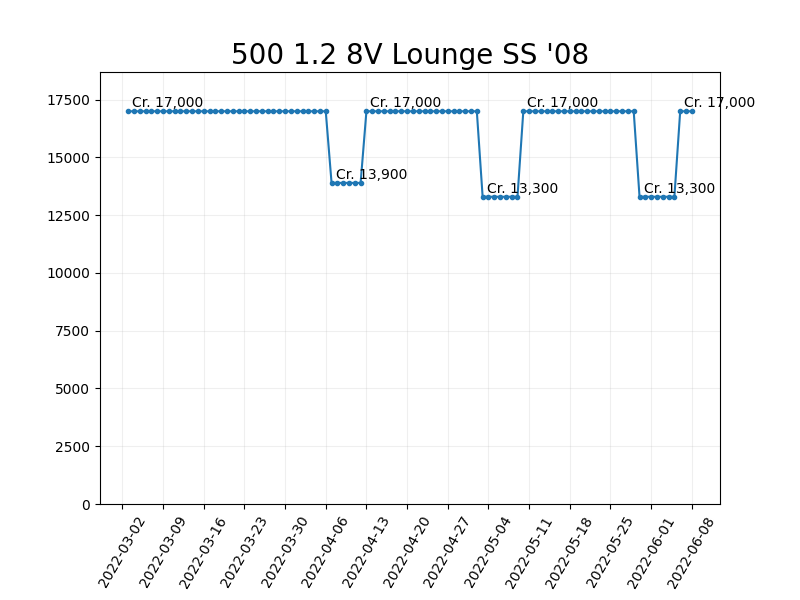 500 1.2 8V Lounge SS '08
17500
15000
12500
10000
7500
5000
2500
0
Cr. 17,000
Cr. 13,900
Cr. 17,000
Cr. 13,300
Cr. 17,000
Cr. 13,300
Cr. 17,000
2022-03-02
2022-03-09
2022-03-16
2022-03-23
2022-03-30
2022-04-06
2022-04-13
2022-04-20
2022-04-27
2022-05-04
2022-05-11
2022-05-18
2022-05-25
2022-06-01
2022-06-08